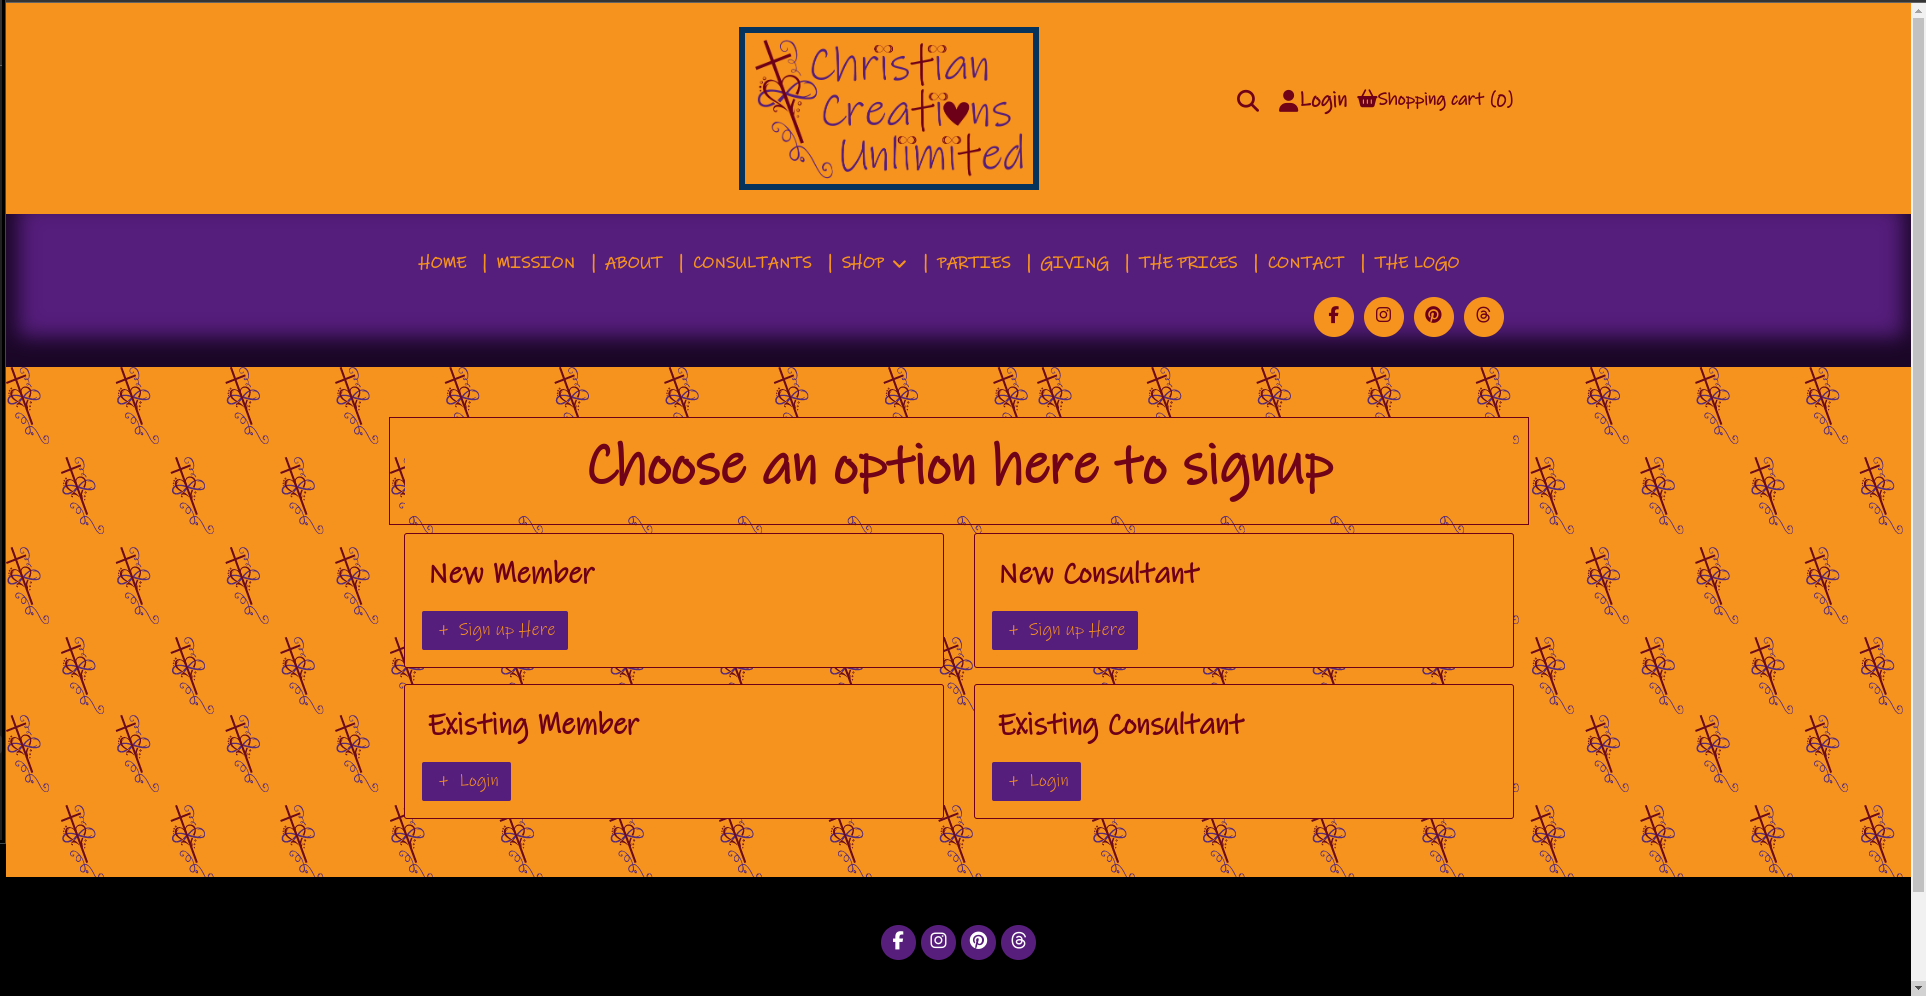 Christian
Creations
Unlimited
Login Shopping cart (0)
HOME | MISSION | ABOUT | CONSULTANTS | SHOP | PARTIES | GIVING | THE PRICES | CONTACT | THE LOGO
Choose an option here to signup
New Member
+ Sign up Here
New Consultant
+ Sign up Here
Existing Member
+ Login
Existing Consultant
+ Login